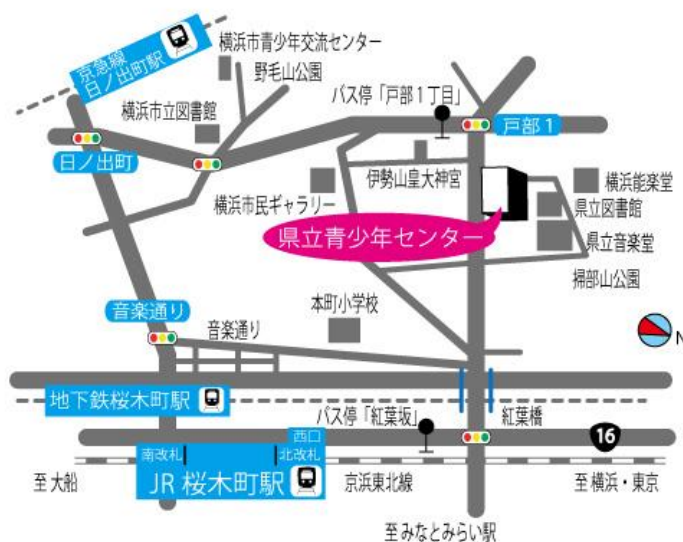 京急線
日ノ出町駅
横浜市青少年交流センター
野毛山公園
横浜市立図書館
バス停「戸部1丁目」
戸部1
日ノ出町
伊勢山皇大神宮
横浜能楽堂
横浜市民ギャラリー
県立図書館
県立青少年センター
県立音楽堂
掃部山公園
本町小学校
音楽通り
音楽通り
N
地下鉄桜木町駅
バス停「紅葉坂」
紅葉橋
西口
16
南改札
北改札
至大船
JR 桜木町駅
京浜東北線
至横浜・東京
至みなとみらい駅